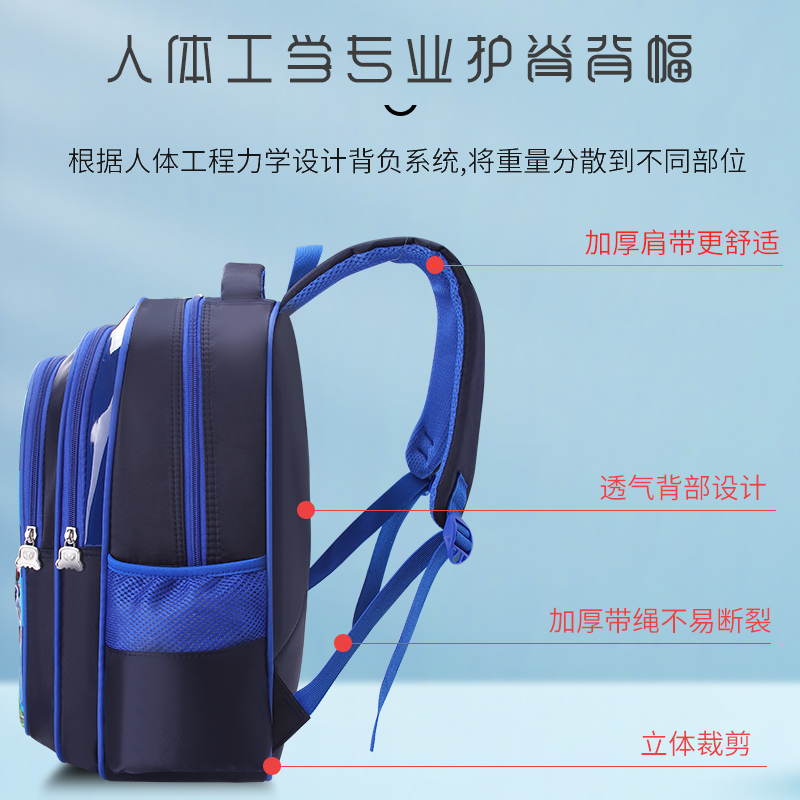 人体工学专业护脊背幅
根据人体工程力学设计背负系统,将重量分散到不同部位
加厚肩带更舒适
透气背部设计
加厚带绳不易断裂
立体裁剪